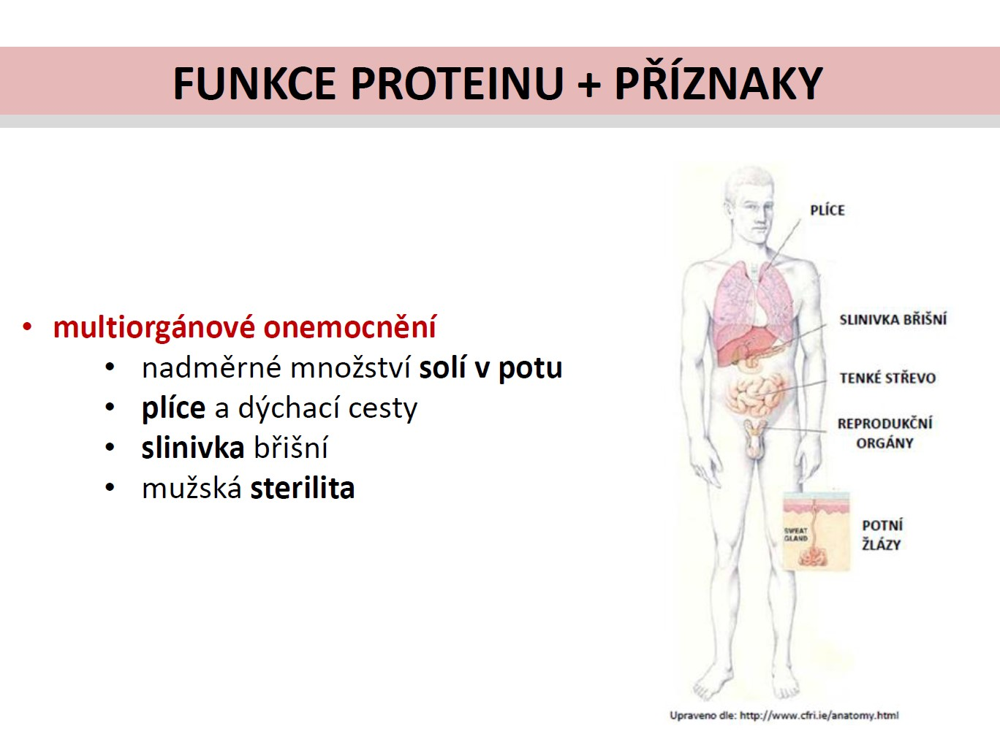 FUNKCE PROTEINU + PŘÍZNAKY
• multiorgánové onemocnění
• nadměrné množství solí v potu
• plíce a dýchací cesty
• slinivka břišní
• mužská sterilita
PLÍCE
SLINIVKA BŘIŠNÍ
TENKÉ STŘEVO
REPRODUKČNÍ
ORGÁNY
SWEAT
GLAND
POTNÍ
ŽLÁZY
Upraveno dle: http://www.cfri.ie/anatomy.html